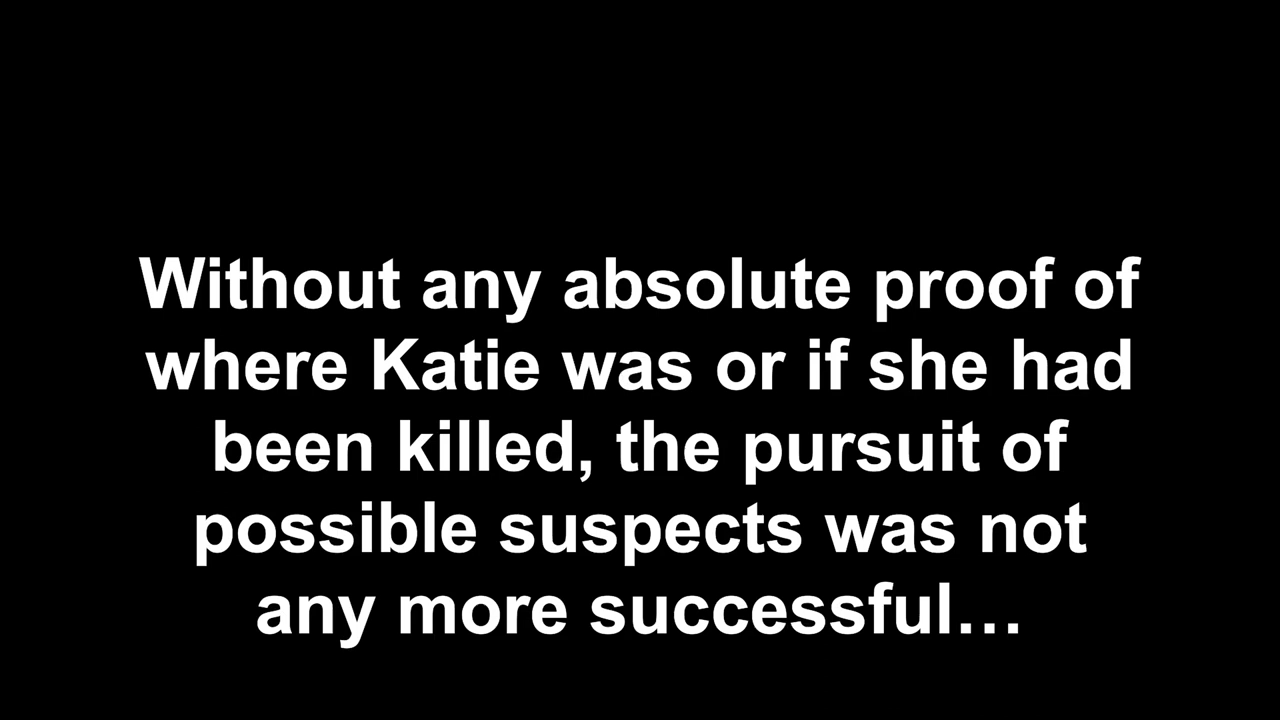 Without any absolute proof of
where Katie was or if she had
been killed, the pursuit of
possible suspects was not
any more successful…